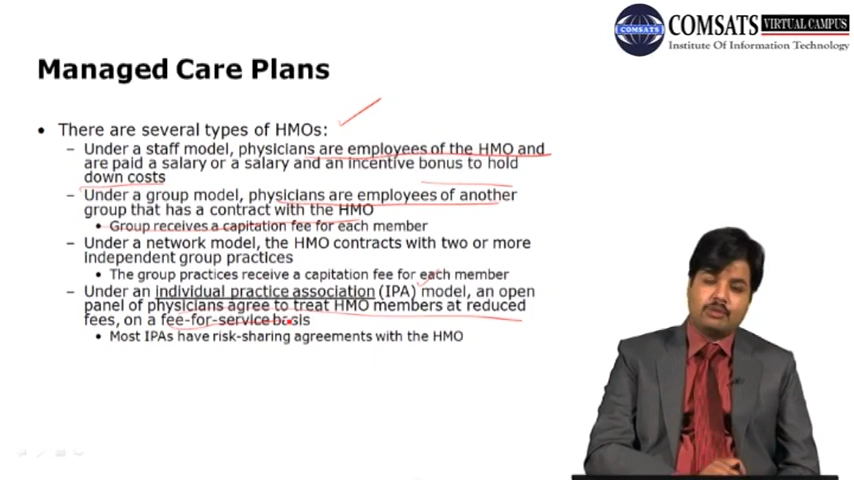 COMSATS VIRTUAL CAMPUS
COMSATS
Institute Of Information Technology
Managed Care Plans
• There are several types of HMOs:
– Under a staff model, physicians are employees of the HMO and
are paid a salary or a salary and an incentive bonus to hold
down costs
– Under a group model, physicians are employees of another
group that has a contract with the HMO
• Group receives a capitation fee for each member
– Under a network model, the HMO contracts with two or more
independent group practices
• The group practices receive a capitation fee for each member
– Under an individual practice association (IPA) model, an open
panel of physicians agree to treat HMO members at reduced
fees, on a fee-for-service basis
• Most IPAs have risk-sharing agreements with the HMO